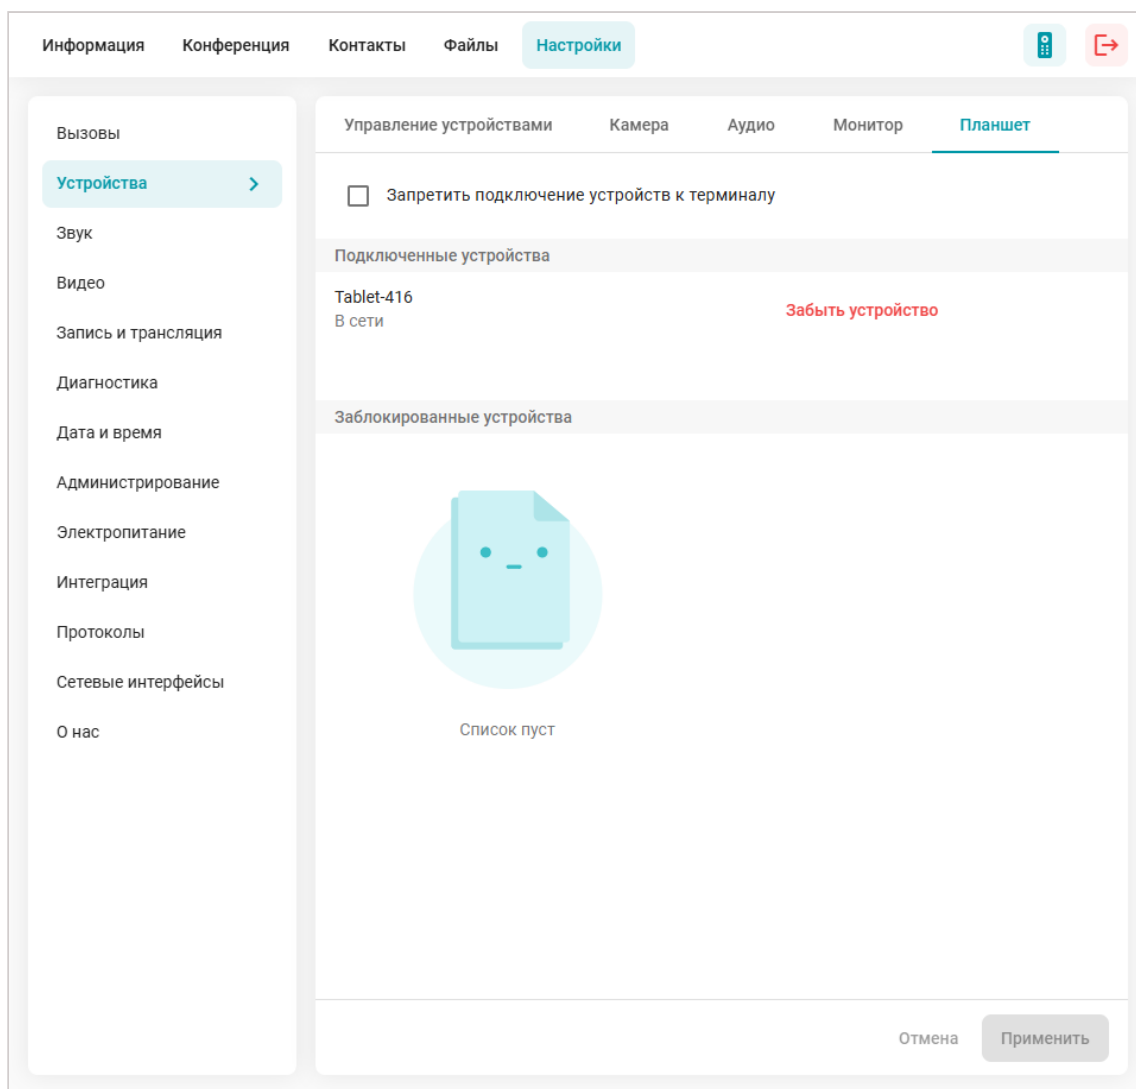 Информация Конференция Контакты Файлы Настройки
Вызовы
Устройства
Звук
Видео
Запись и трансляция
Диагностика
Дата и время
Администрирование
Электропитание
Интеграция
Протоколы
Сетевые интерфейсы
О нас
Управление устройствами Камера Аудио Монитор Планшет
Запретить подключение устройств к терминалу
Подключенные устройства
Tablet-416
В сети
Забыть устройство
Заблокированные устройства
Список пуст
Отмена Применить